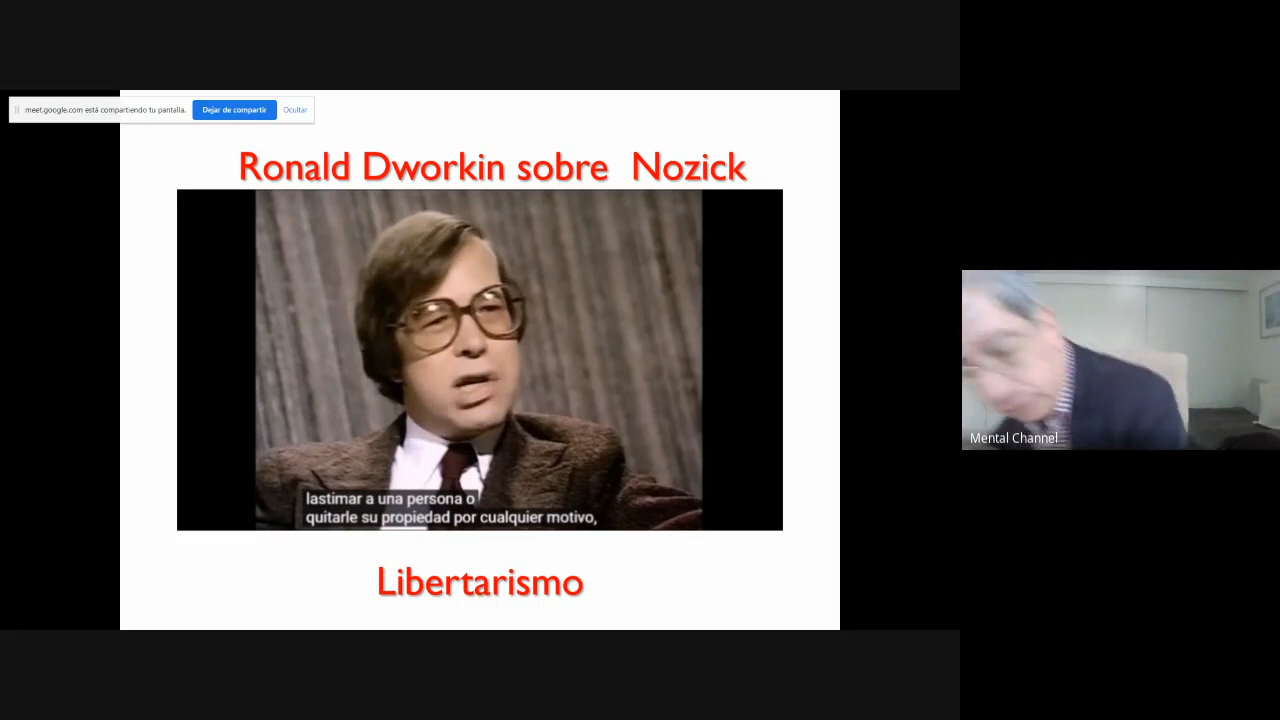 meet.google.com está compartiendo tu pantalla.
Dejar de compartir
Ocultar
Ronald Dworkin sobre Nozick
lastimar a una persona o
quitarle su propiedad por cualquier motivo,
Mental Channel
Libertarismo